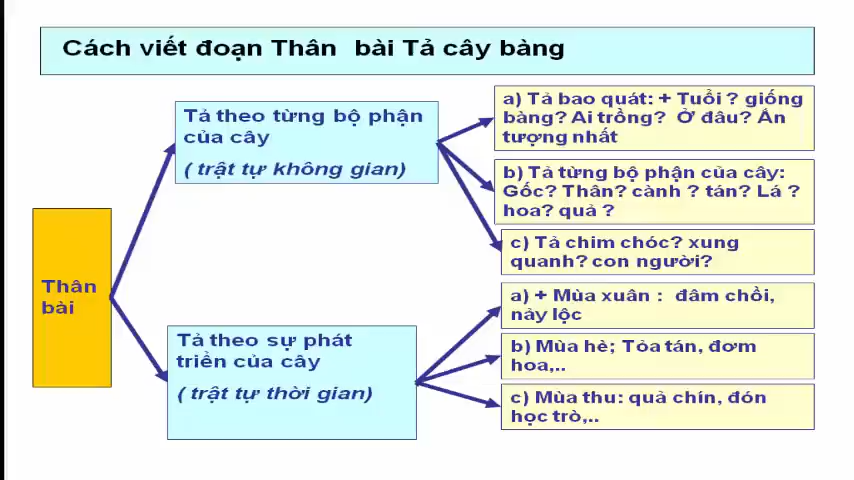 Cách viết đoạn Thân bài Tả cây bàng
Thân
bài
Tả theo từng bộ phận
của cây
( trật tự không gian)
a) Tả bao quát: + Tuổi ? giống
bàng? Ai trồng? Ở đâu? Ấn
tượng nhất
b) Tả từng bộ phận của cây:
Gốc? Thân? cành ? tán? Lá ?
hoa? quả ?
c) Tả chim chóc? xung
quanh? con người?
Tả theo sự phát
triển của cây
( trật tự thời gian)
a) + Mùa xuân : đâm chồi,
nảy lộc
b) Mùa hè; Tỏa tán, đơm
hoa,..
c) Mùa thu: quả chín, đón
học trò,..